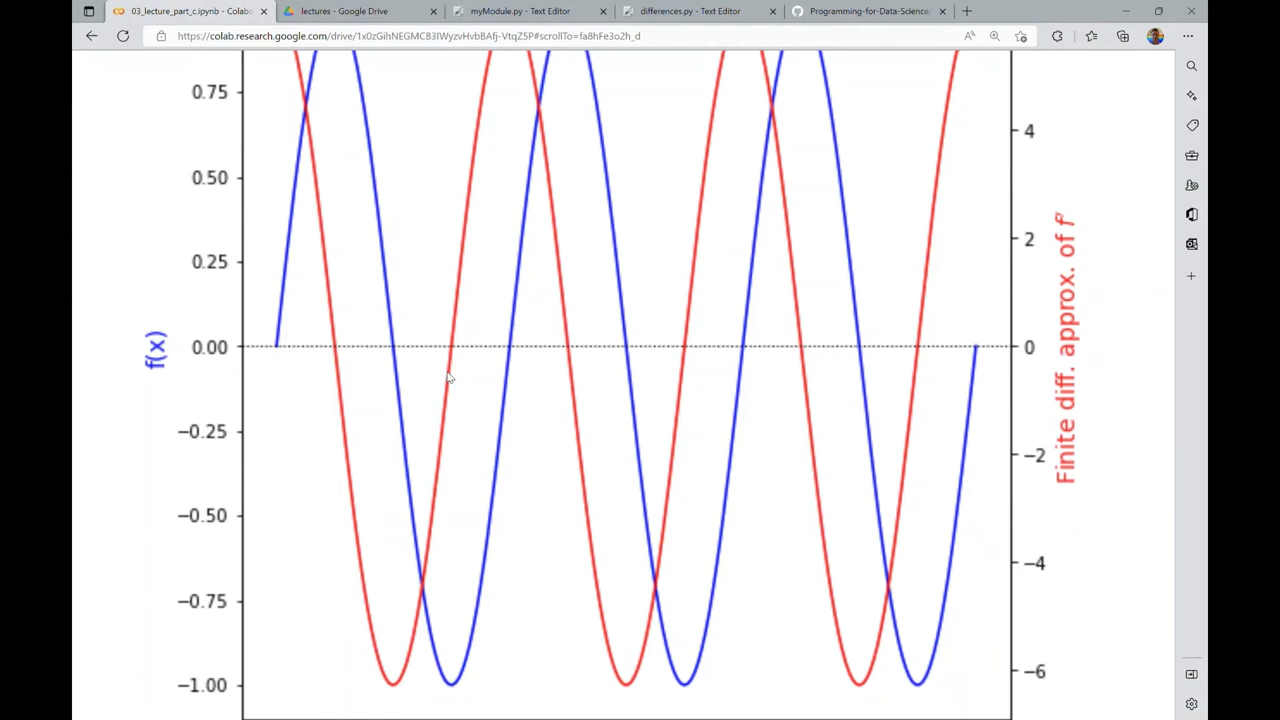 03_lecture_part_c.ipynb - Colabo
lectures - Google Drive
myModule.py - Text Editor
differences.py - Text Editor
Programming-for-Data-Science/
https://colab.research.google.com/drive/1x0zGihNEGMCB3IWyzvHvbBAfj-VtqZ5P#scrollTo=fa8hFe3o2h_d
0.75
0.50
0.25
0.00
−0.25
−0.50
−0.75
−1.00
f(x)
4
2
0
−2
−4
−6
Finite diff. approx. of f'